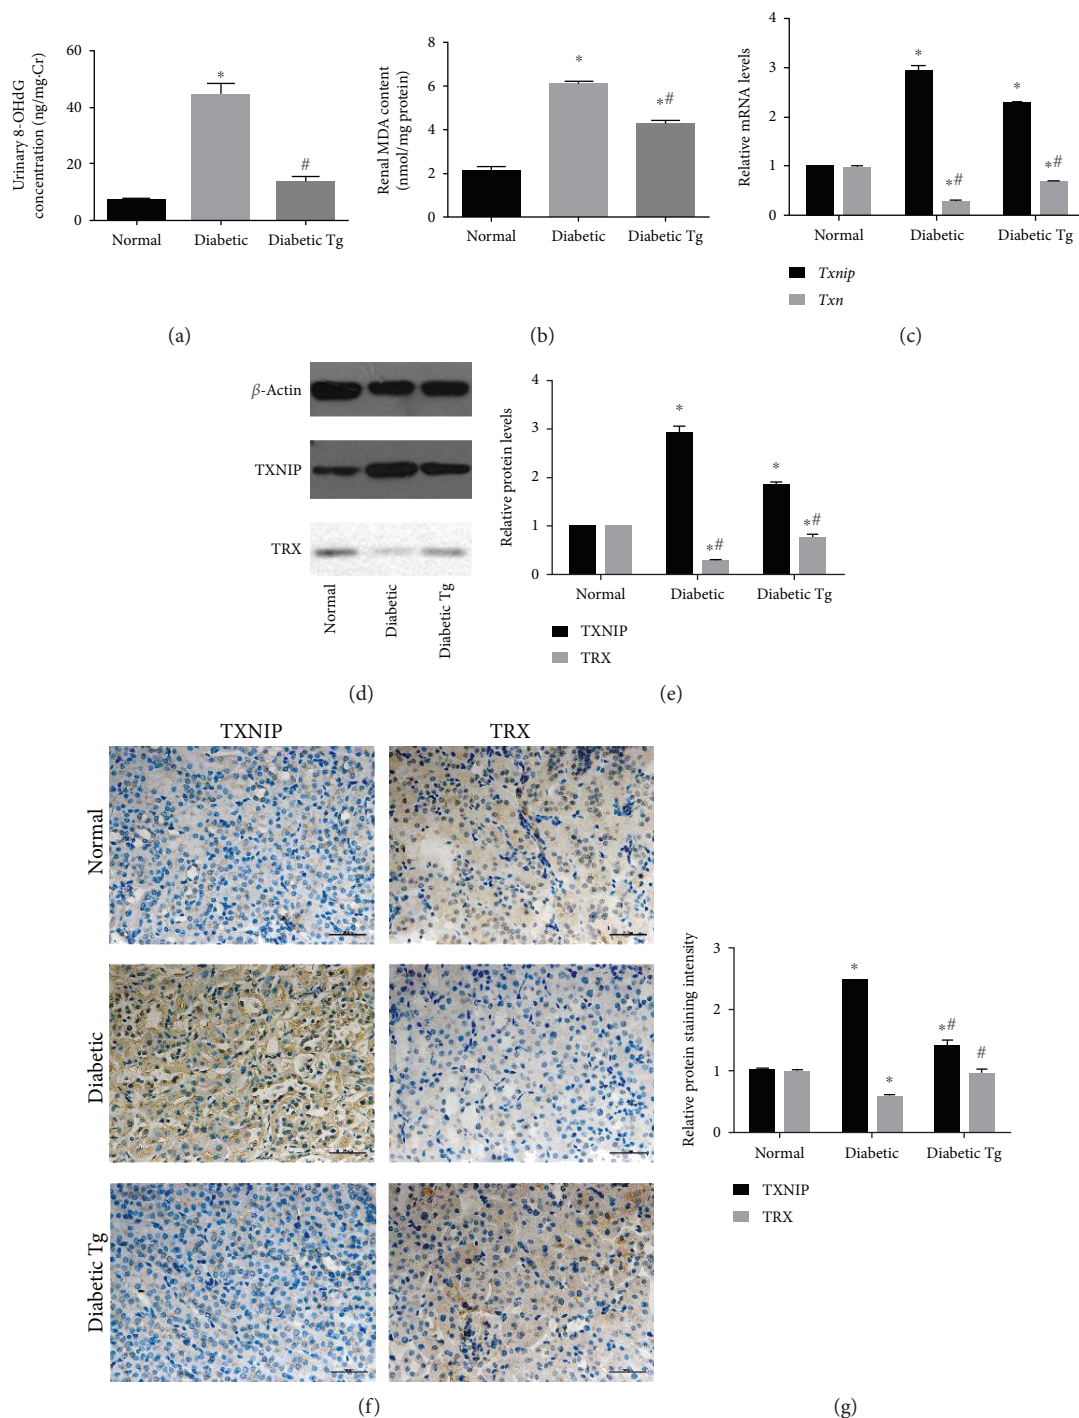 Urinary 8-OHdG
concentration (ng/mg·Cr)
60
40
20
0
*
#
Normal
Diabetic
Diabetic Tg
(a)
Renal MDA content
(nmol/mg protein)
8
6
4
2
0
*
*#
Normal
Diabetic
Diabetic Tg
(b)
Relative mRNA levels
4
3
2
1
0
*
*#
*
*#
Normal
Diabetic
Diabetic Tg
Txnip
Txn
(c)
β-Actin
TXNIP
TRX
Normal
Diabetic
Diabetic Tg
(d)
Relative protein levels
4
3
2
1
0
*
*#
*
*#
Normal
Diabetic
Diabetic Tg
TXNIP
TRX
(e)
TXNIP
TRX
Normal
Diabetic
Diabetic Tg
(f)
Relative protein staining intensity
3
2
1
0
*
*
*#
#
Normal
Diabetic
Diabetic Tg
TXNIP
TRX
(g)